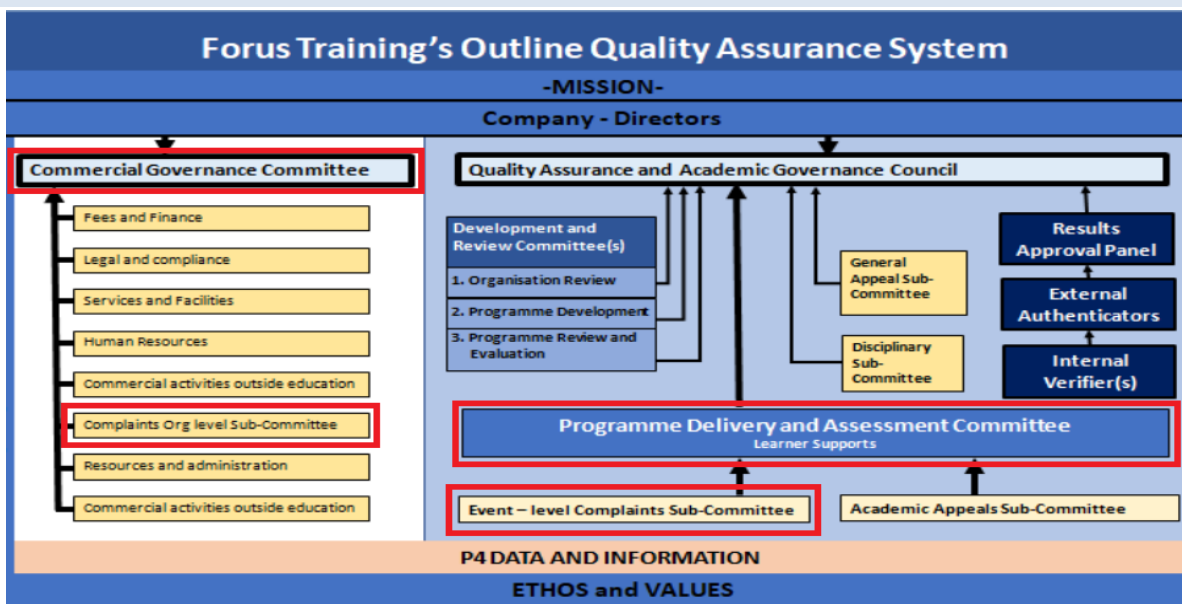 Forus Training's Outline Quality Assurance System
-MISSION-
Company - Directors
Commercial Governance Committee
Fees and Finance
Legal and compliance
Services and Facilities
Human Resources
Commercial activities outside education
Complaints Org level Sub-Committee
Resources and administration
Commercial activities outside education
Quality Assurance and Academic Governance Council
Development and
Review Committee(s)
1. Organisation Review
2. Programme Development
3. Programme Review and
Evaluation
General
Appeal Sub-
Committee
Disciplinary
Sub-
Committee
Results
Approval Panel
External
Authenticators
Internal
Verifier(s)
Programme Delivery and Assessment Committee
Learner Supports
Event – level Complaints Sub-Committee
Academic Appeals Sub-Committee
P4 DATA AND INFORMATION
ETHOS and VALUES